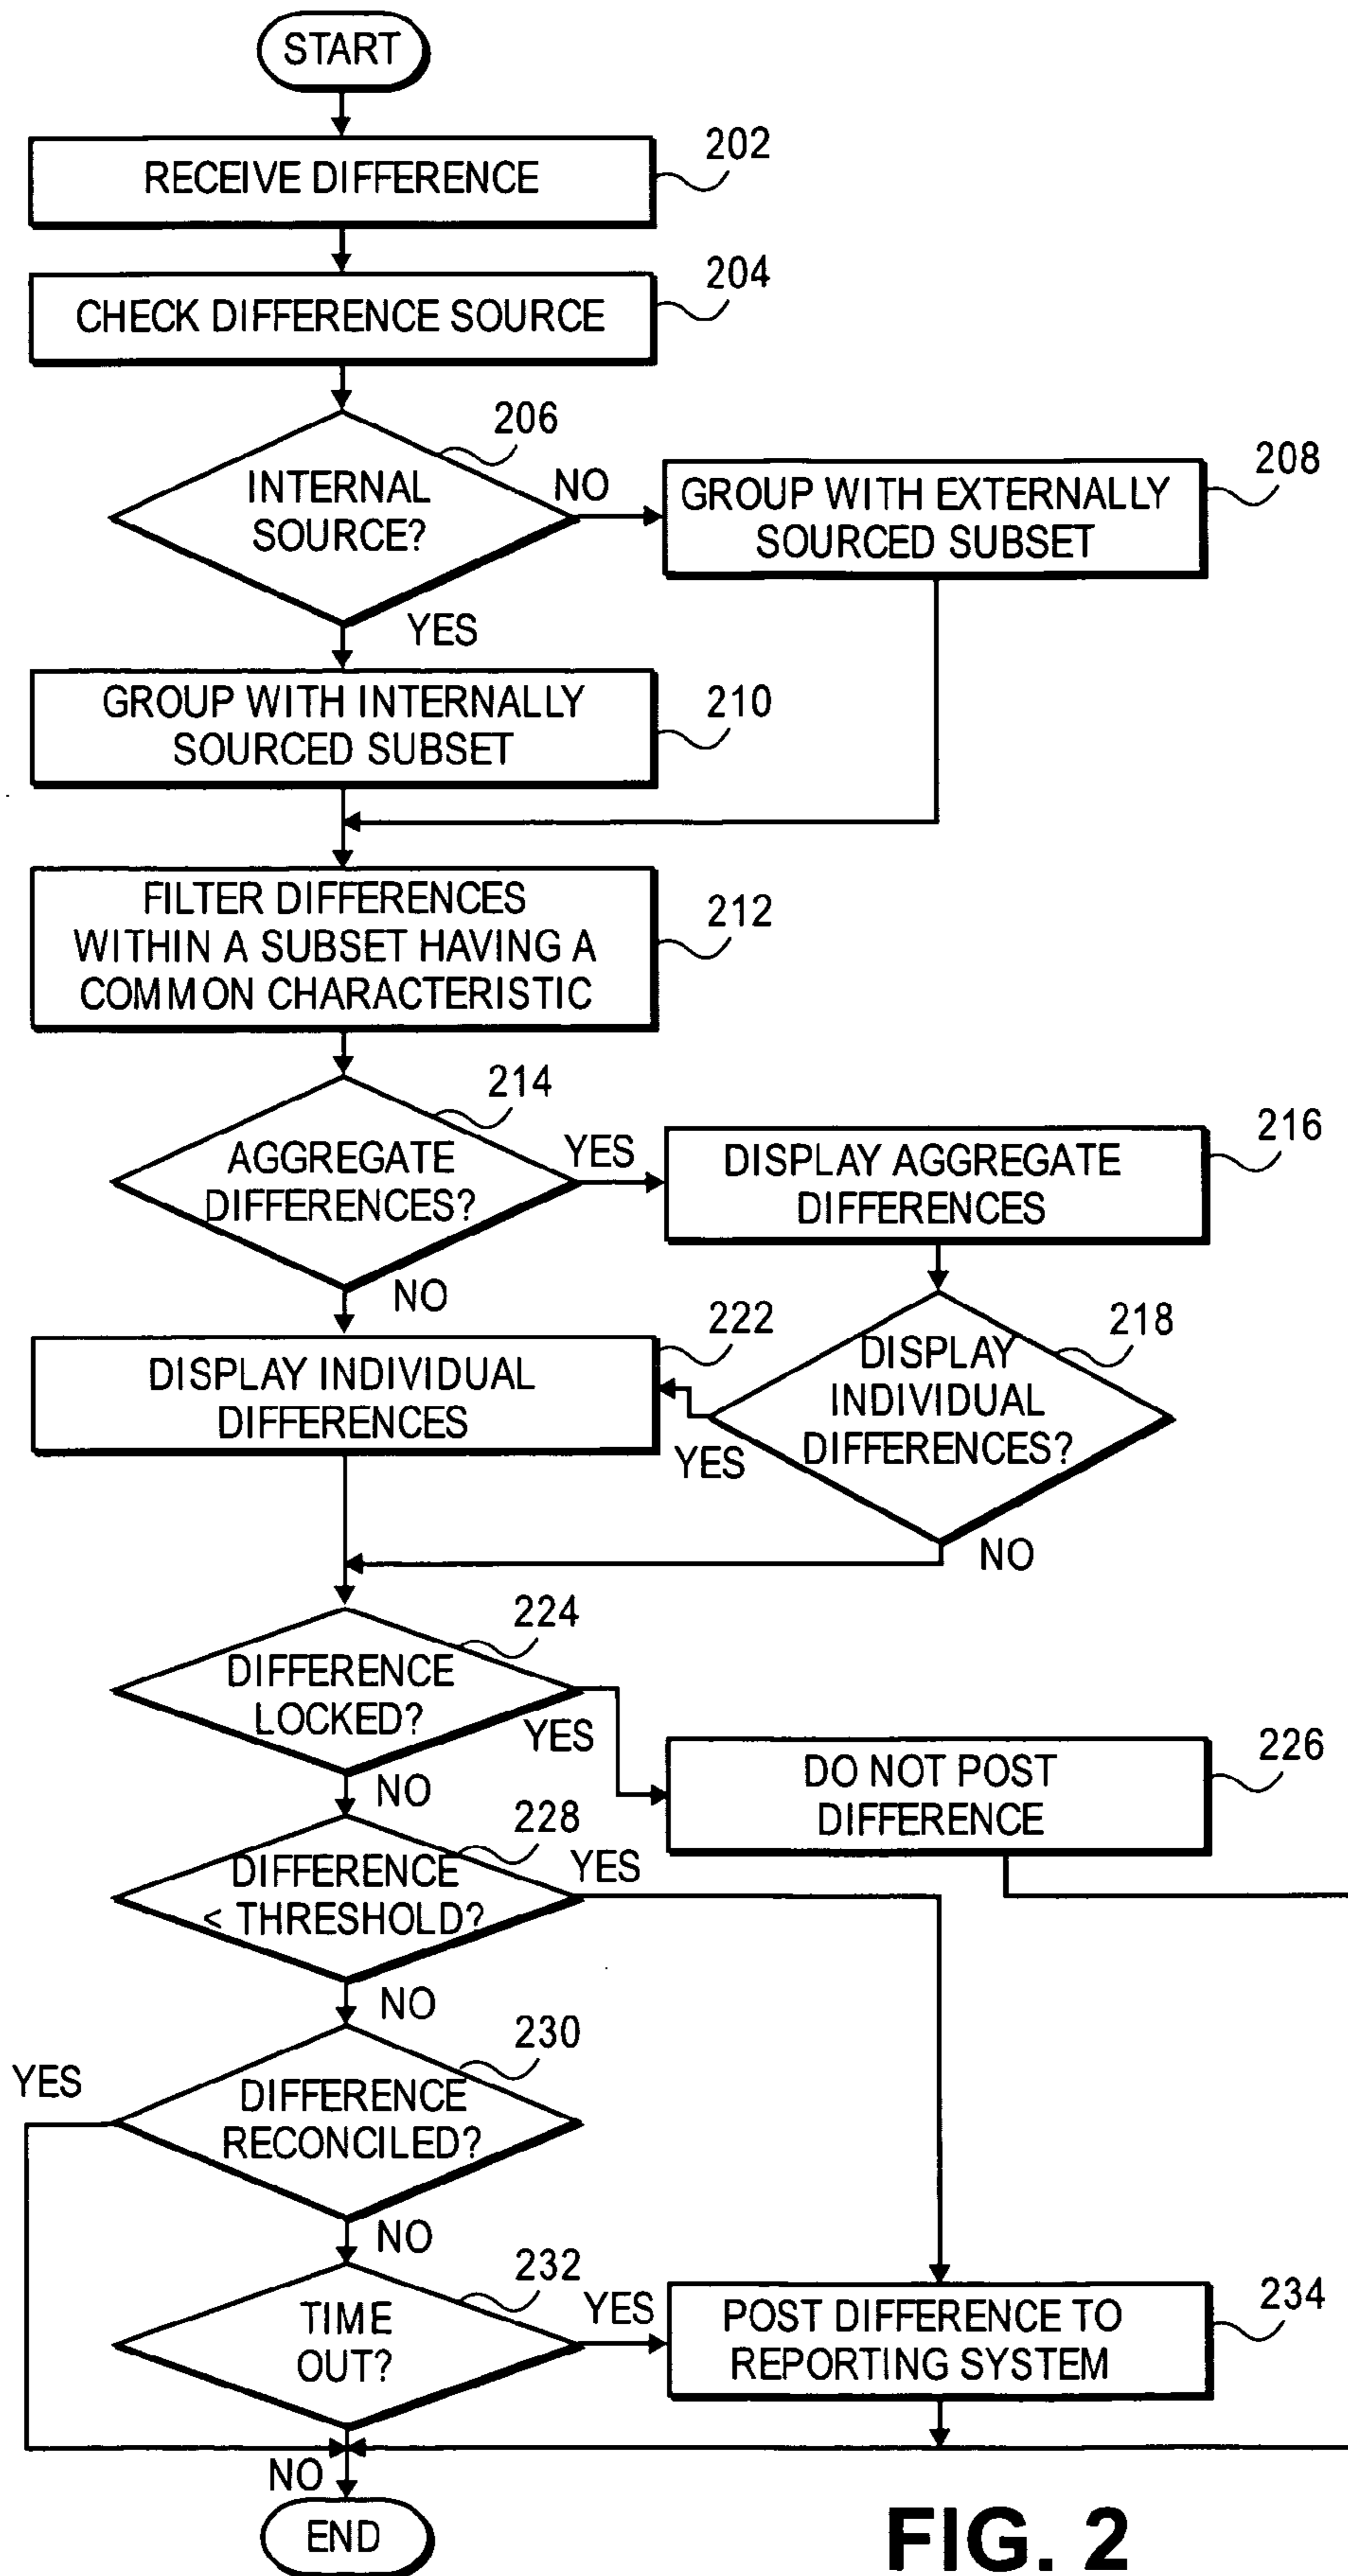 START
RECEIVE DIFFERENCE
202
CHECK DIFFERENCE SOURCE
204
206
INTERNAL
SOURCE?
NO
YES
GROUP WITH EXTERNALLY
SOURCED SUBSET
208
GROUP WITH INTERNALLY
SOURCED SUBSET
210
FILTER DIFFERENCES
WITHIN A SUBSET HAVING A
COMMON CHARACTERISTIC
212
214
AGGREGATE
DIFFERENCES?
YES
NO
DISPLAY AGGREGATE
DIFFERENCES
216
218
DISPLAY
INDIVIDUAL
DIFFERENCES?
YES
NO
222
DISPLAY INDIVIDUAL
DIFFERENCES
224
DIFFERENCE
LOCKED?
YES
NO
DO NOT POST
DIFFERENCE
226
228
DIFFERENCE
< THRESHOLD?
YES
NO
230
DIFFERENCE
RECONCILED?
YES
NO
232
TIME
OUT?
YES
NO
POST DIFFERENCE TO
REPORTING SYSTEM
234
END
FIG. 2